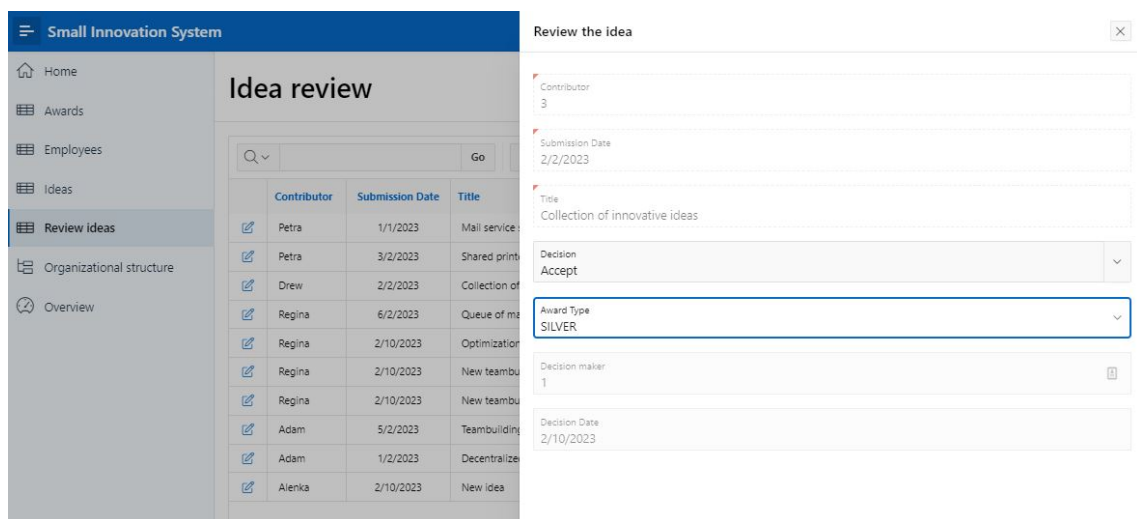 Small Innovation System
Home
Awards
Employees
Ideas
Review ideas
Organizational structure
Overview
Idea review
Go
Contributor Submission Date Title
Petra 1/1/2023 Mail service
Petra 3/2/2023 Shared print
Drew 2/2/2023 Collection of
Regina 6/2/2023 Queue of ma
Regina 2/10/2023 Optimization
Regina 2/10/2023 New teambu
Regina 2/10/2023 New teambu
Adam 5/2/2023 Teambuilding
Adam 1/2/2023 Decentralize
Alenka 2/10/2023 New idea
Review the idea
Contributor
3
Submission Date
2/2/2023
Title
Collection of innovative ideas
Decision
Accept
Award Type
SILVER
Decision maker
1
Decision Date
2/10/2023